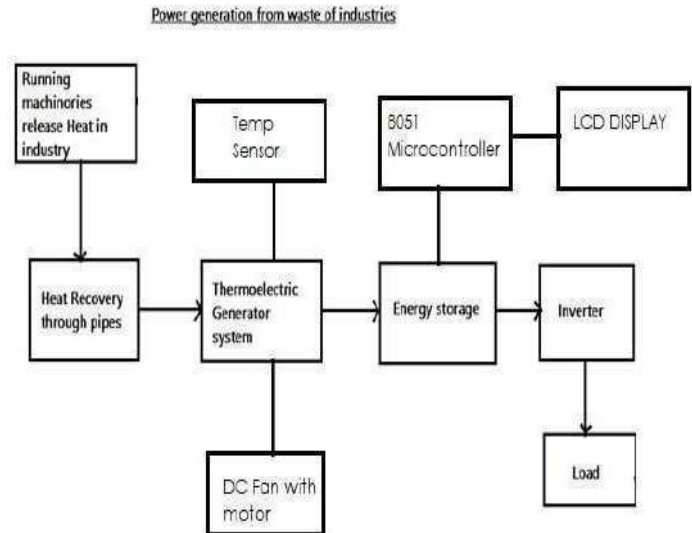 Power generation from waste of industries
Running
machinories
release Heat in
industry
Temp
Sensor
8051
Microcontroller
LCD DISPLAY
Heat Recovery
through pipes
Thermoelectric
Generator
system
Energy storage
Inverter
DC Fan with
motor
Load